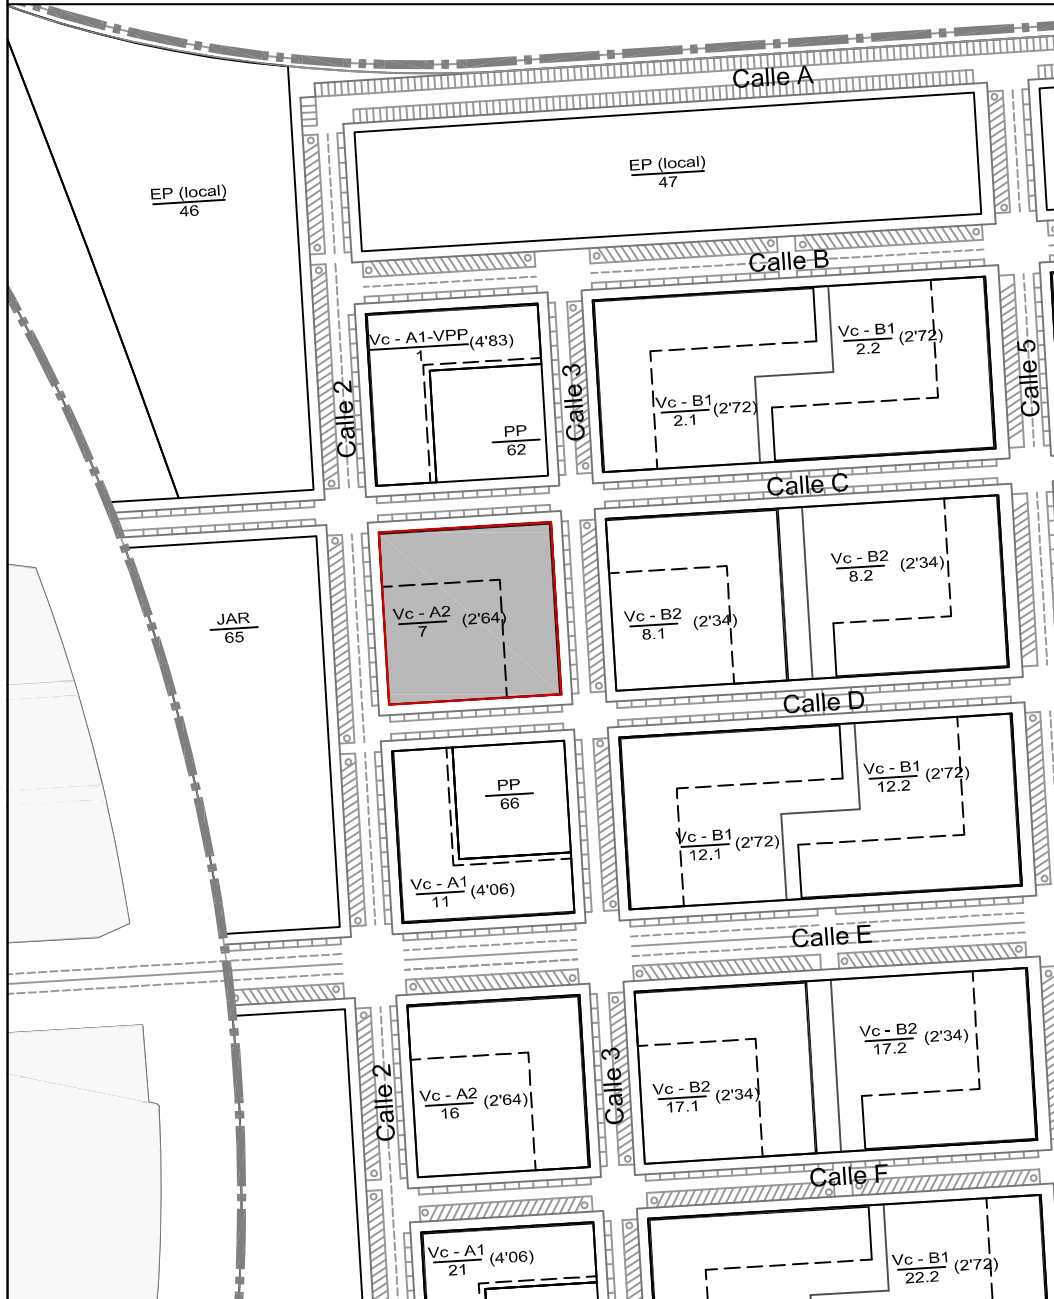 Calle A
EP (local)
47
EP (local)
46
Calle B
Vc - A1-VPP (4'83)
1
PP
62
Calle 2
Calle 3
Vc - B1 (2'72)
2.1
Vc - B1 (2'72)
2.2
Calle 5
Calle C
JAR
65
Vc - A2 (2'64)
7
Vc - B2 (2'34)
8.1
Vc - B2 (2'34)
8.2
Calle D
PP
66
Vc - A1 (4'06)
11
Vc - B1 (2'72)
12.1
Vc - B1 (2'72)
12.2
Calle E
Calle 2
Vc - A2 (2'64)
16
Calle 3
Vc - B2 (2'34)
17.1
Vc - B2 (2'34)
17.2
Calle F
Vc - A1 (4'06)
21
Vc - B1 (2'72)
22.2